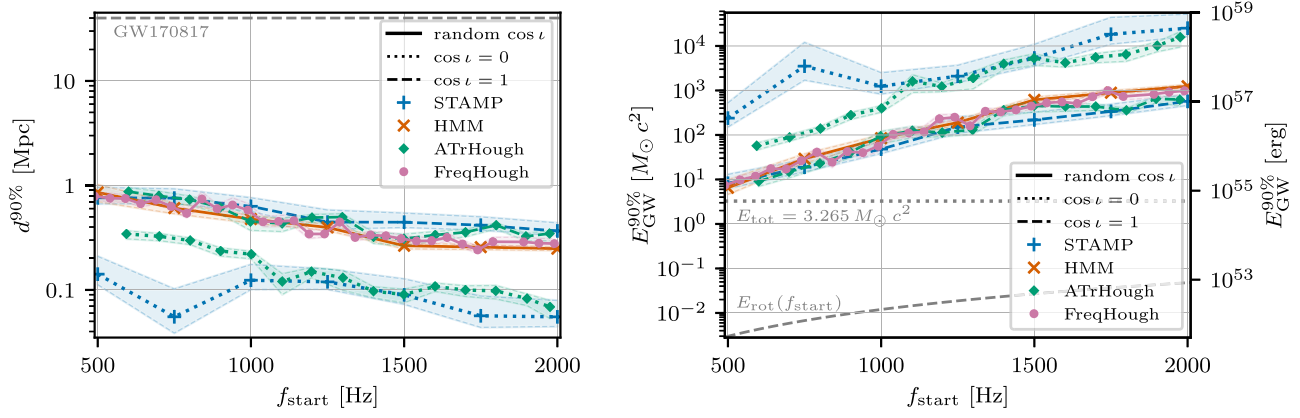 GW170817
random cos ι
cos ι = 0
cos ι = 1
STAMP
HMM
ATrHough
FreqHough
10
1
0.1
d^90% [Mpc]
500
1000
1500
2000
f_start [Hz]
10^4
10^3
10^2
10^1
10^0
10^−1
10^−2
E_GW^90% [M_⊙ c^2]
E_tot = 3.265 M_⊙ c^2
E_rot(f_start)
random cos ι
cos ι = 0
cos ι = 1
STAMP
HMM
ATrHough
FreqHough
10^59
10^57
10^55
10^53
E_GW^90% [erg]
500
1000
1500
2000
f_start [Hz]